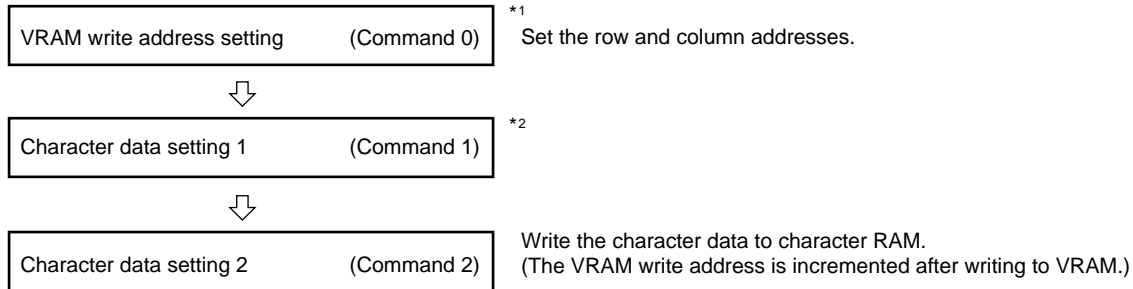 *1
VRAM write address setting (Command 0) Set the row and column addresses.
*2
Character data setting 1 (Command 1)
Write the character data to character RAM.
Character data setting 2 (Command 2) (The VRAM write address is incremented after writing to VRAM.)